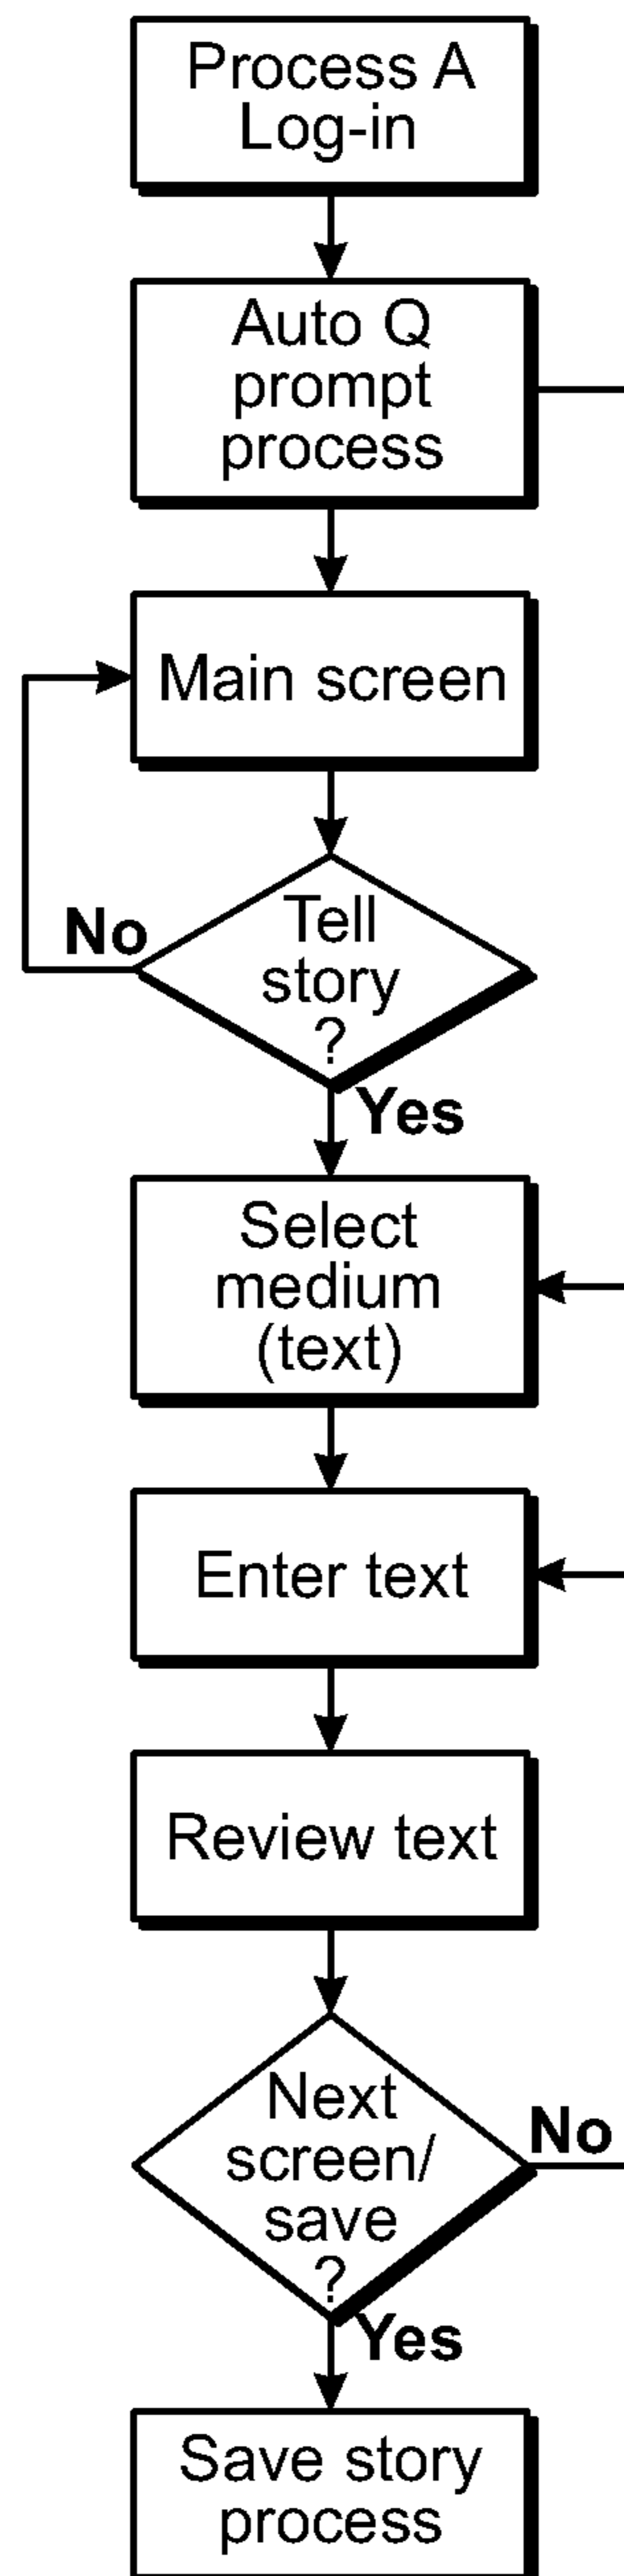 Process A
Log-in
Auto Q
prompt
process
Main screen
No
Tell
story
?
Yes
Select
medium
(text)
Enter text
Review text
Next
screen/
save
?
No
Yes
Save story
process